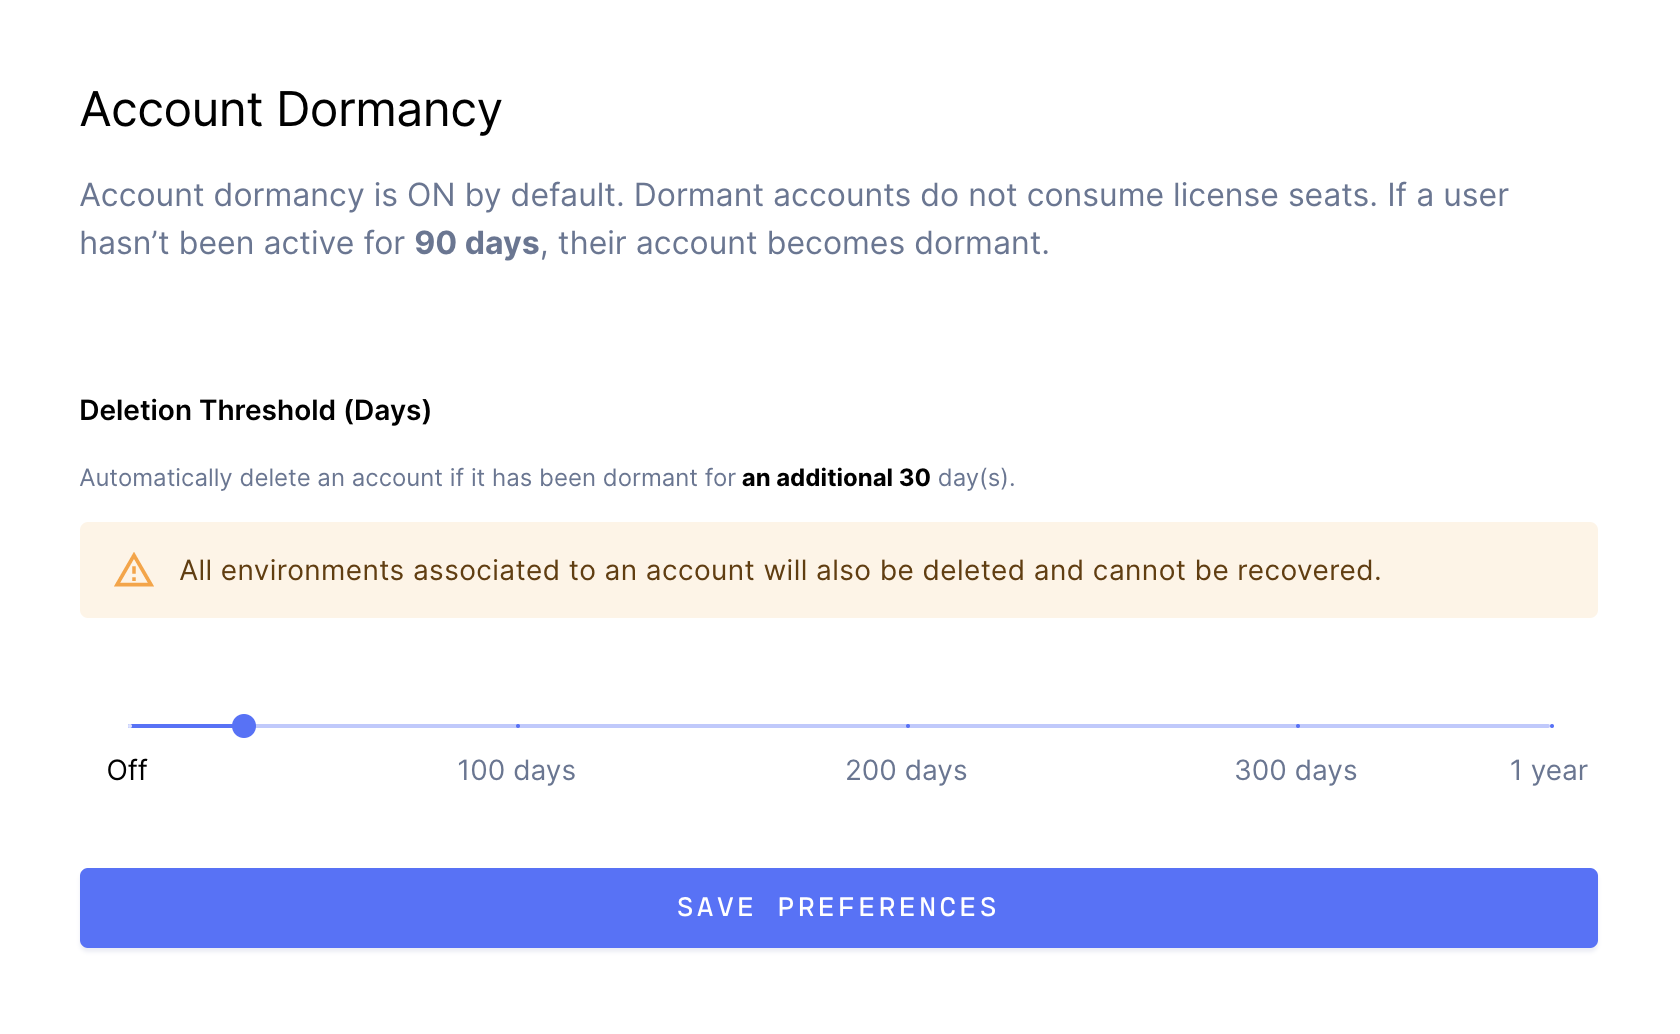 Account Dormancy
Account dormancy is ON by default. Dormant accounts do not consume license seats. If a user
hasn’t been active for 90 days, their account becomes dormant.
Deletion Threshold (Days)
Automatically delete an account if it has been dormant for an additional 30 day(s).
All environments associated to an account will also be deleted and cannot be recovered.
Off 100 days 200 days 300 days 1 year
SAVE PREFERENCES